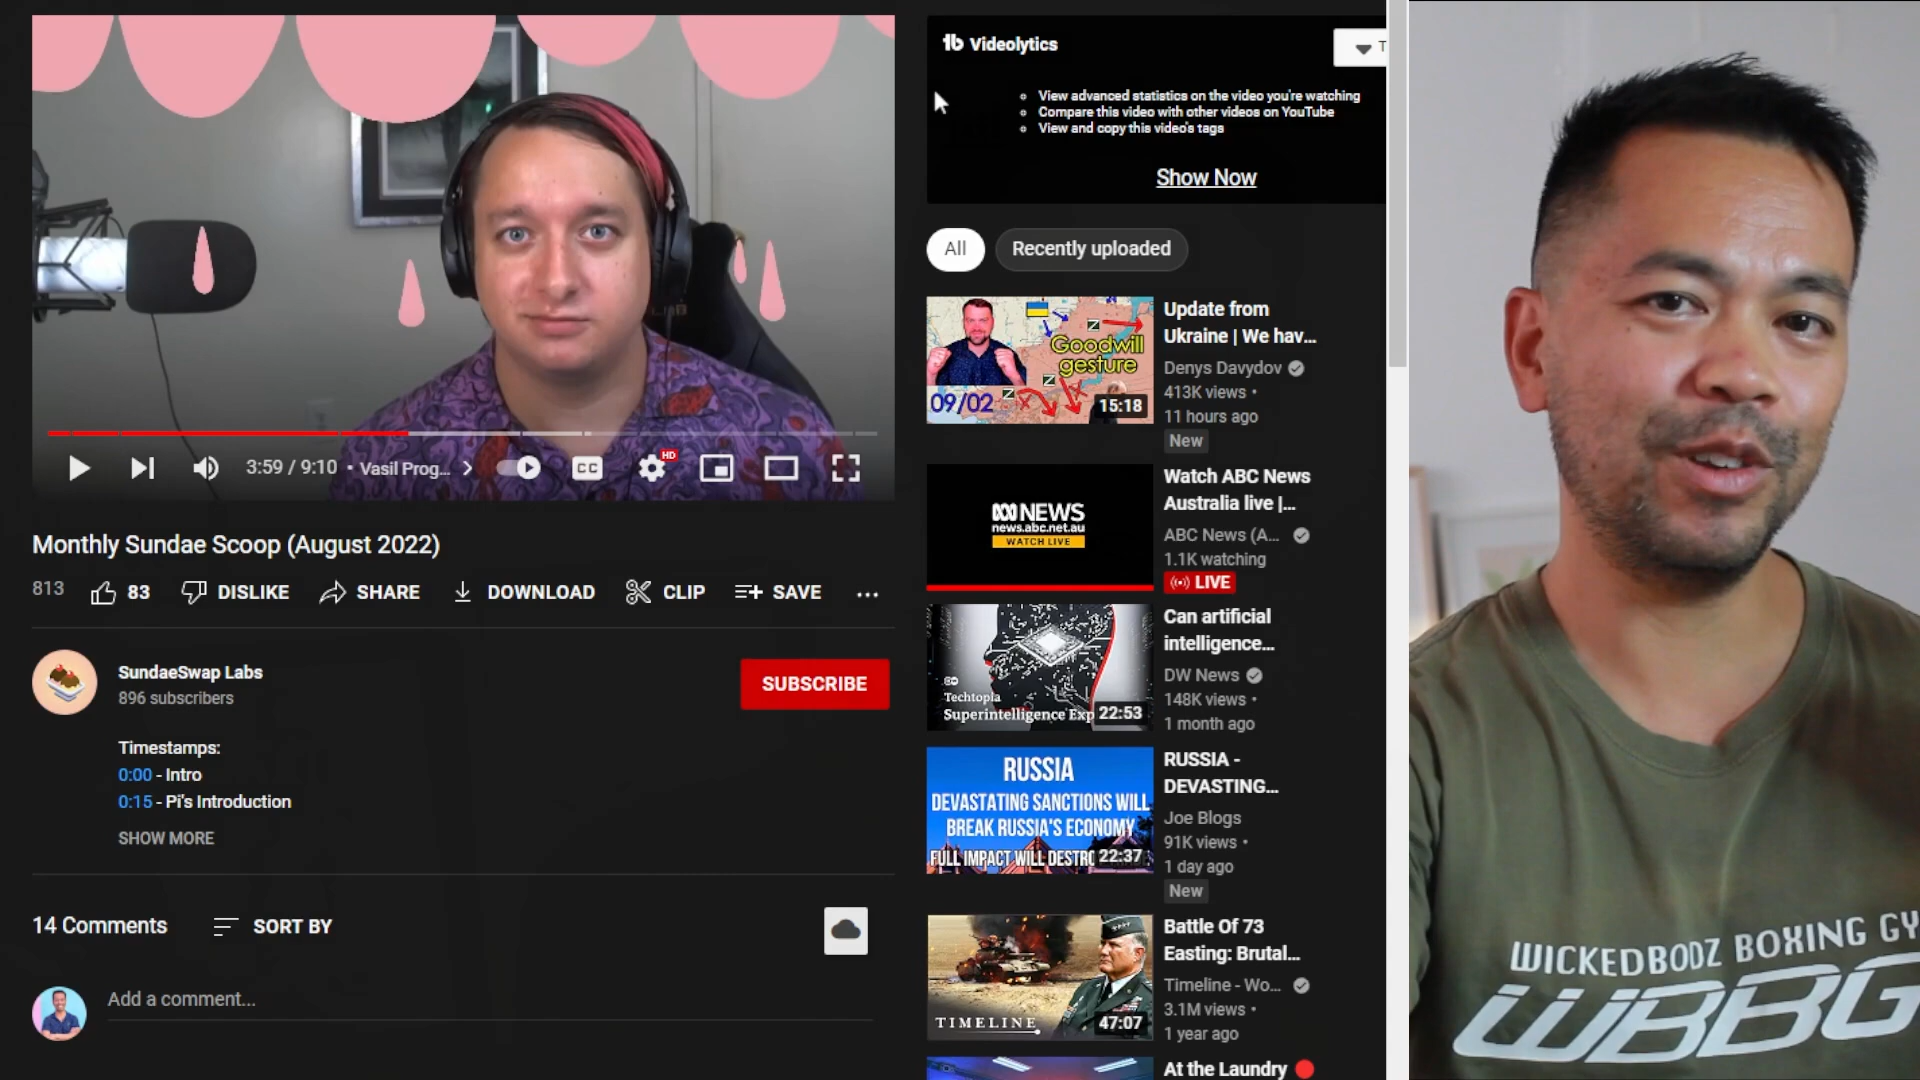 3:59 / 9:10 • Vasil Prog... >
CC
HD
Monthly Sundae Scoop (August 2022)
813 83 DISLIKE SHARE DOWNLOAD CLIP SAVE ...
SundaeSwap Labs
896 subscribers
SUBSCRIBE
Timestamps:
0:00 - Intro
0:15 - Pi's Introduction
SHOW MORE
14 Comments SORT BY
Add a comment...
Videolytics
T
View advanced statistics on the video you're watching
Compare this video with other videos on YouTube
View and copy this video's tags
Show Now
All Recently uploaded
Goodwill
gesture
09/02
15:18
Update from
Ukraine | We hav...
Denys Davydov
413K views •
11 hours ago
New
NEWS
news.abc.net.au
WATCH LIVE
Watch ABC News
Australia live |...
ABC News (A...
1.1K watching
LIVE
Techtopia
Superintelligence Exp
22:53
Can artificial
intelligence...
DW News
148K views •
1 month ago
RUSSIA
DEVASTATING SANCTIONS WILL
BREAK RUSSIA'S ECONOMY
FULL IMPACT WILL DESTRO
22:37
RUSSIA -
DEVASTING...
Joe Blogs
91K views •
1 day ago
New
TIMELINE
47:07
Battle Of 73
Easting: Brutal...
Timeline - Wo...
3.1M views •
1 year ago
At the Laundry
WICKEDBODZ BOXING GY
WBBG